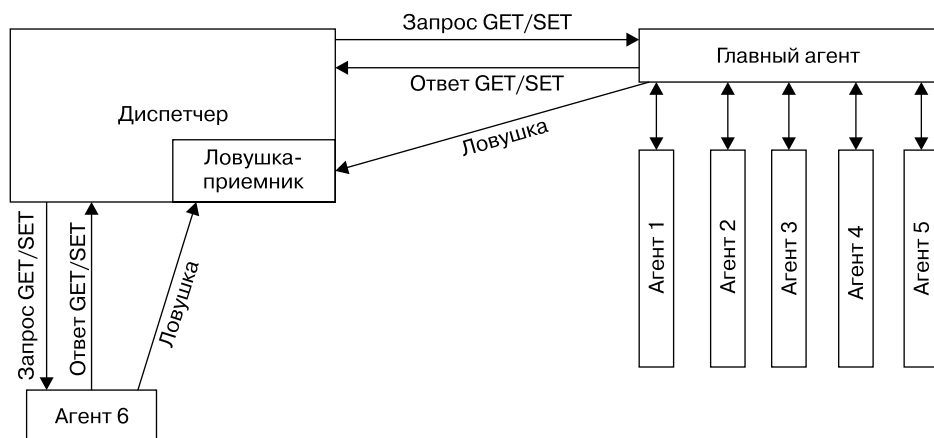 Запрос GET/SET
Главный агент
Ответ GET/SET
Диспетчер
Ловушка
Ловушка-
приемник
Агент 1
Агент 2
Агент 3
Агент 4
Агент 5
Запрос GET/SET
Ответ GET/SET
Ловушка
Агент 6